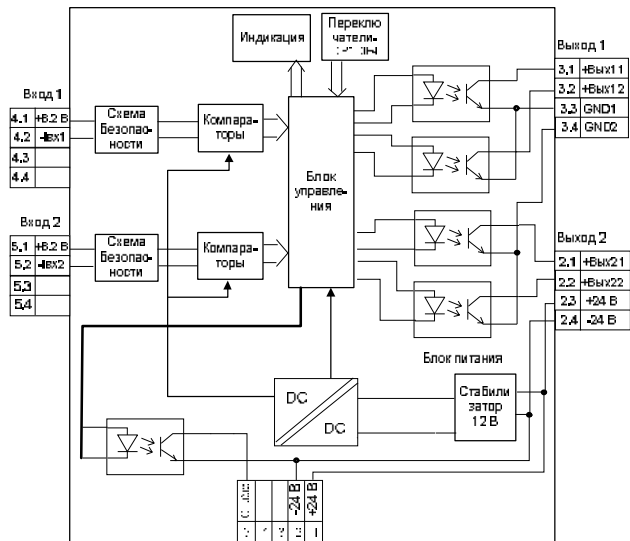 Индикация
Переклю
чатели-
Вход 1
4.1 +8.2 В
4.2 -Iвх1
4.3
4.4
Схема
Безопас-
ности
Компара-
торы
Блок
управле-
ния
Выход 1
3.1 +Вых11
3.2 +Вых12
3.3 GND1
3.4 GND2
Вход 2
5.1 +8.2 В
5.2 -Iвх2
5.3
5.4
Схема
Безопас-
ности
Компара-
торы
Выход 2
2.1 +Вых21
2.2 +Вых22
2.3 +24 В
2.4 -24 В
Блок питания
DC
DC
Стабили
затор
12В
-24 В
+24 В